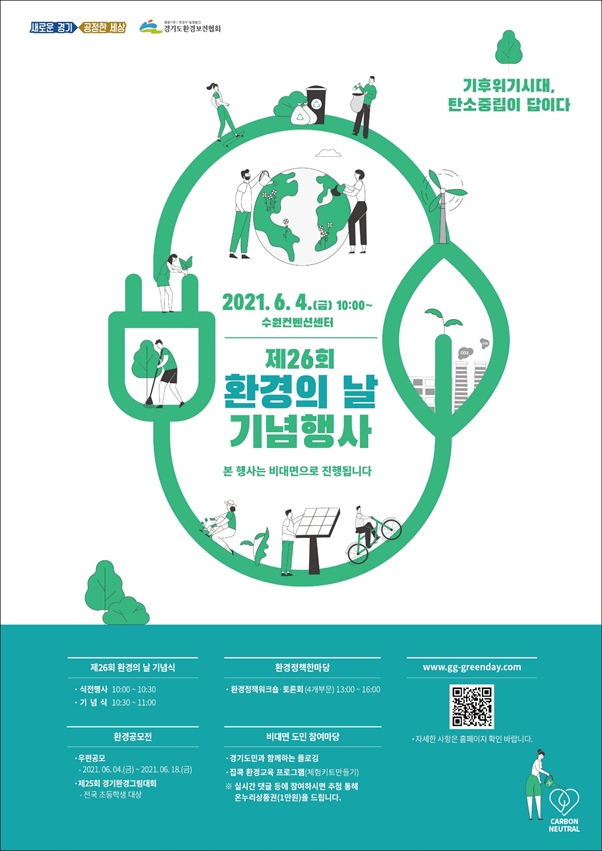 새로운 경기 공정한 세상
경기도환경보전협회
기후위기시대,
탄소중립이 답이다
2021. 6. 4.(금) 10:00~
수원컨벤션센터
제26회
환경의 날
기념행사
본 행사는 비대면으로 진행됩니다
CO2
CO2
제26회 환경의 날 기념식
· 식전행사 10:00 ~ 10:30
· 기 념 식 10:30 ~ 11:00
환경정책한마당
· 환경정책워크숍·토론회(4개부문) 13:00 ~ 16:00
www.gg-greenday.com
· 자세한 사항은 홈페이지 확인 바랍니다.
환경공모전
· 우편공모
- 2021. 06. 04.(금) ~ 2021. 06. 18.(금)
· 제25회 경기환경그림대회
- 전국 초등학생 대상
비대면 도민 참여마당
· 경기도민과 함께하는 플로깅
· 집콕 환경교육 프로그램(체험키트만들기)
※ 실시간 댓글 등에 참여하시면 추첨 통해
온누리상품권(1만원)을 드립니다.
CARBON
NEUTRAL